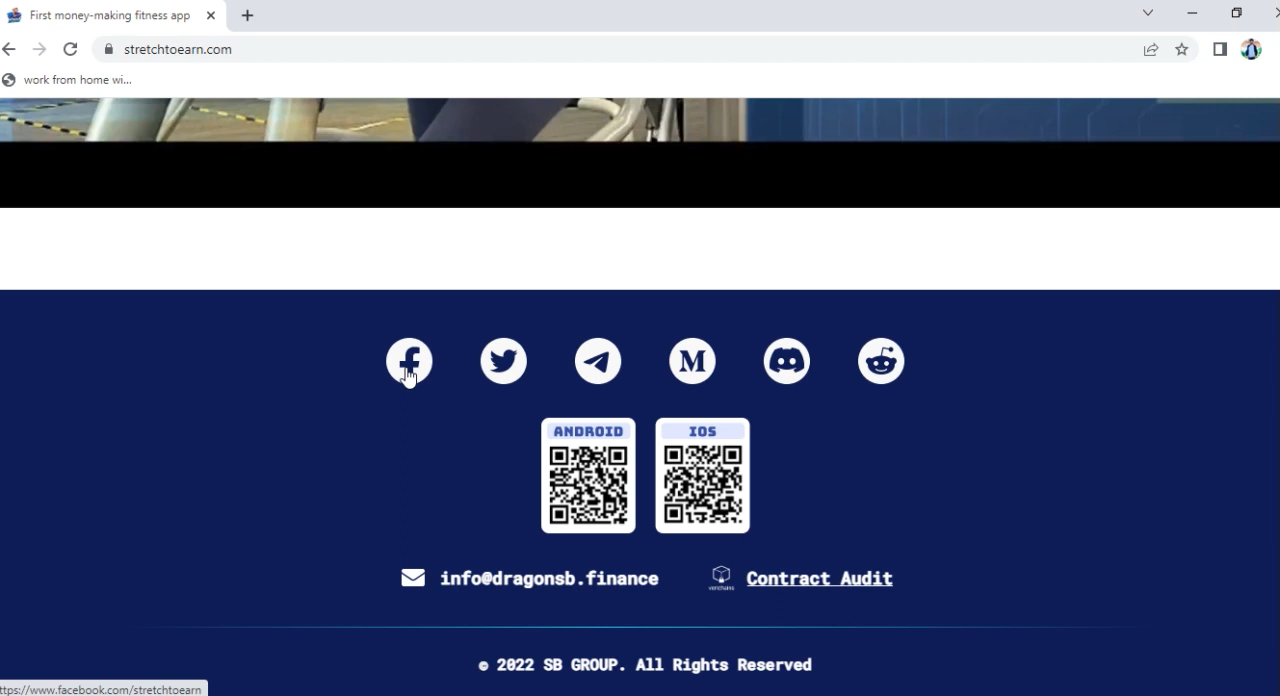 First money-making fitness app
stretchtoearn.com
work from home wi...
M
ANDROID IOS
info@dragonsb.finance Contract Audit
© 2022 SB GROUP. All Rights Reserved
ttps://www.facebook.com/stretchtoearn